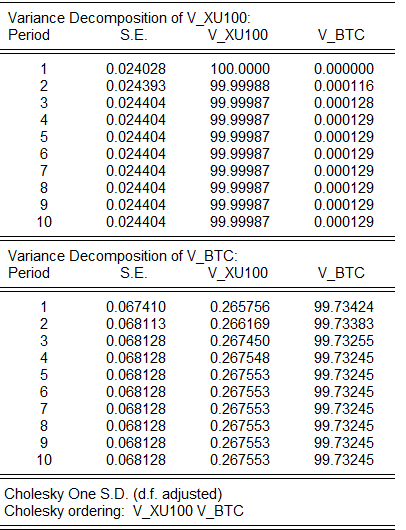 Variance Decomposition of V_XU100:
Period S.E. V_XU100 V_BTC
1 0.024028 100.0000 0.000000
2 0.024393 99.99988 0.000116
3 0.024404 99.99987 0.000128
4 0.024404 99.99987 0.000129
5 0.024404 99.99987 0.000129
6 0.024404 99.99987 0.000129
7 0.024404 99.99987 0.000129
8 0.024404 99.99987 0.000129
9 0.024404 99.99987 0.000129
10 0.024404 99.99987 0.000129
Variance Decomposition of V_BTC:
Period S.E. V_XU100 V_BTC
1 0.067410 0.265756 99.73424
2 0.068113 0.266169 99.73383
3 0.068128 0.267450 99.73255
4 0.068128 0.267548 99.73245
5 0.068128 0.267553 99.73245
6 0.068128 0.267553 99.73245
7 0.068128 0.267553 99.73245
8 0.068128 0.267553 99.73245
9 0.068128 0.267553 99.73245
10 0.068128 0.267553 99.73245
Cholesky One S.D. (d.f. adjusted)
Cholesky ordering: V_XU100 V_BTC